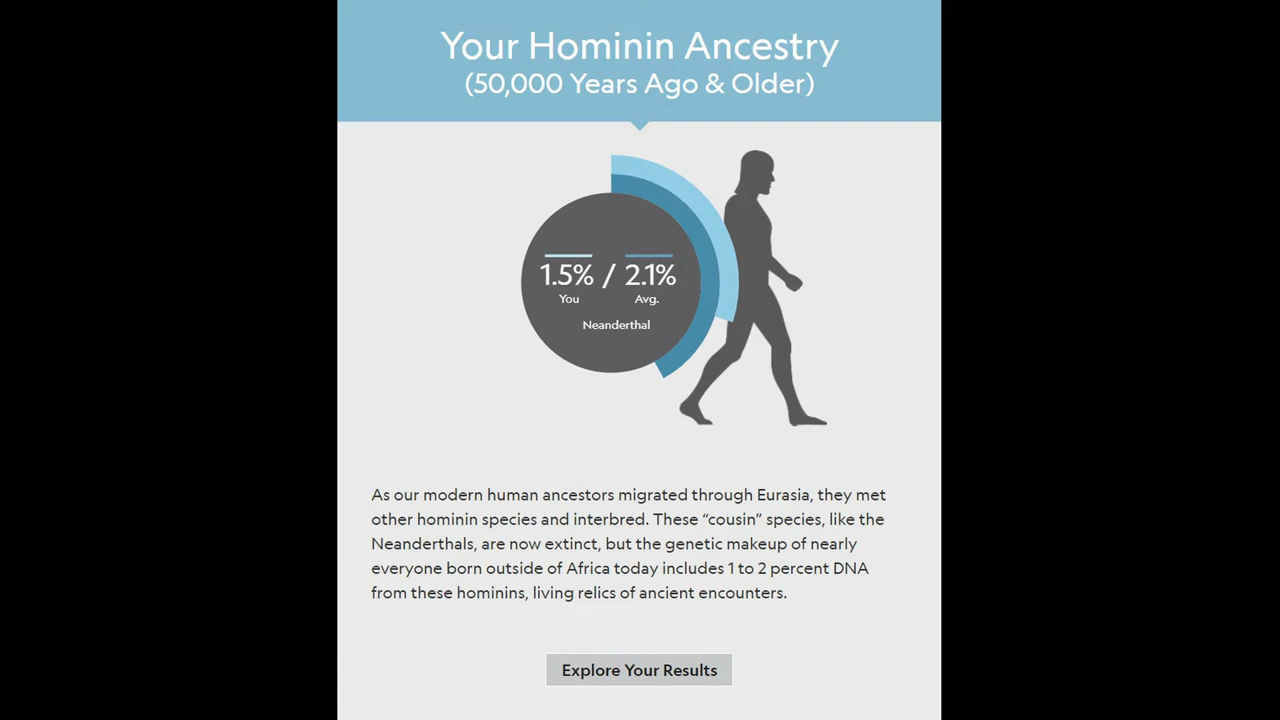 Your Hominin Ancestry
(50,000 Years Ago & Older)
1.5% / 2.1%
You Avg.
Neanderthal
As our modern human ancestors migrated through Eurasia, they met
other hominin species and interbred. These “cousin” species, like the
Neanderthals, are now extinct, but the genetic makeup of nearly
everyone born outside of Africa today includes 1 to 2 percent DNA
from these hominins, living relics of ancient encounters.
Explore Your Results